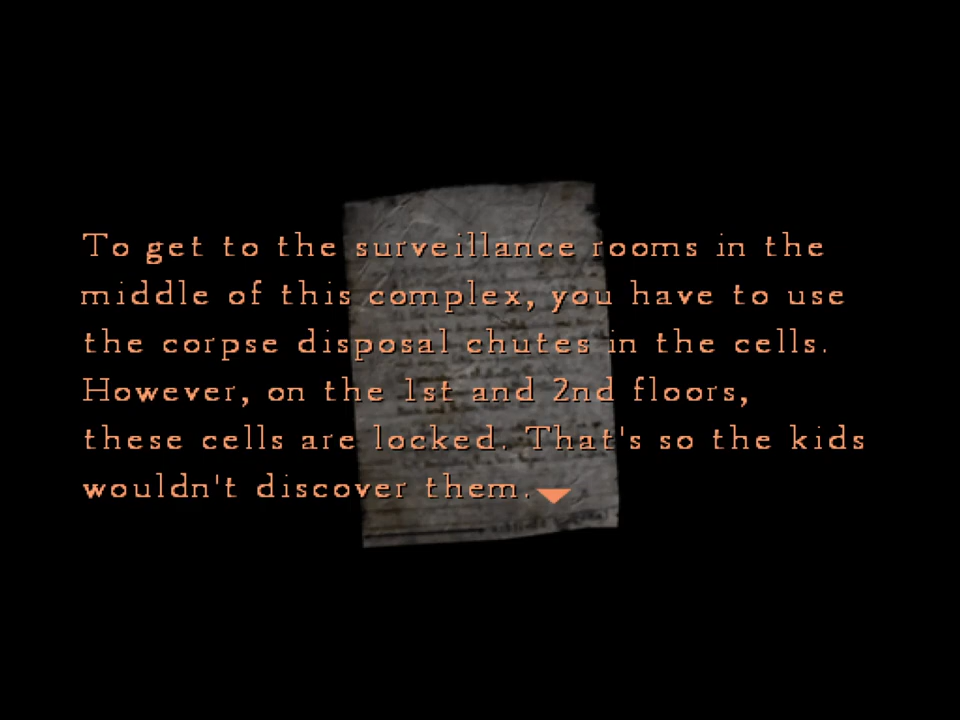 To get to the surveillance rooms in the
middle of this complex, you have to use
the corpse disposal chutes in the cells.
However, on the 1st and 2nd floors,
these cells are locked. That's so the kids
wouldn't discover them.